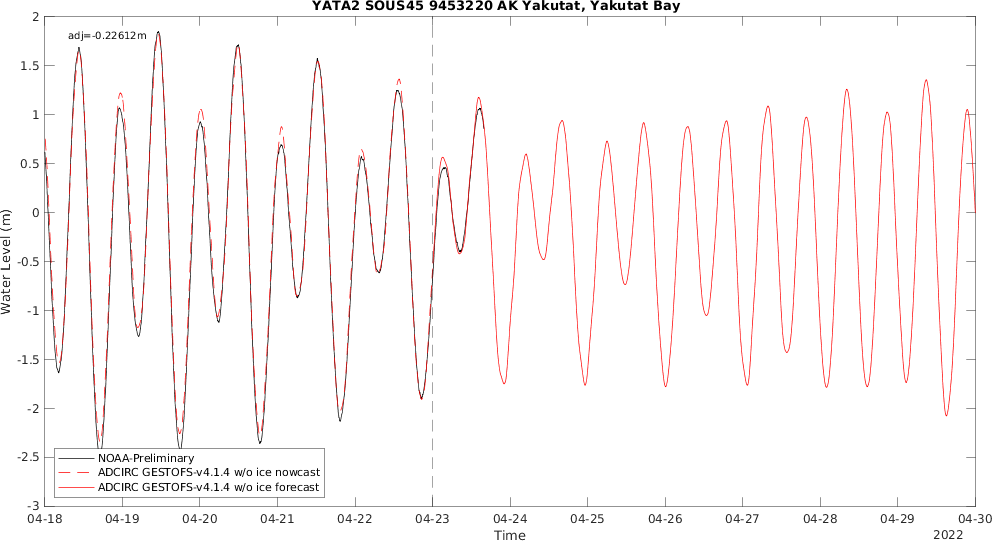 YATA2 SOUS45 9453220 AK Yakutat, Yakutat Bay
adj=-0.22612m
2
1.5
1
0.5
0
-0.5
-1
-1.5
-2
-2.5
-3
Water Level (m)
NOAA-Preliminary
ADCIRC GESTOFS-v4.1.4 w/o ice nowcast
ADCIRC GESTOFS-v4.1.4 w/o ice forecast
04-18 04-19 04-20 04-21 04-22 04-23 04-24 04-25 04-26 04-27 04-28 04-29 04-30
Time
2022